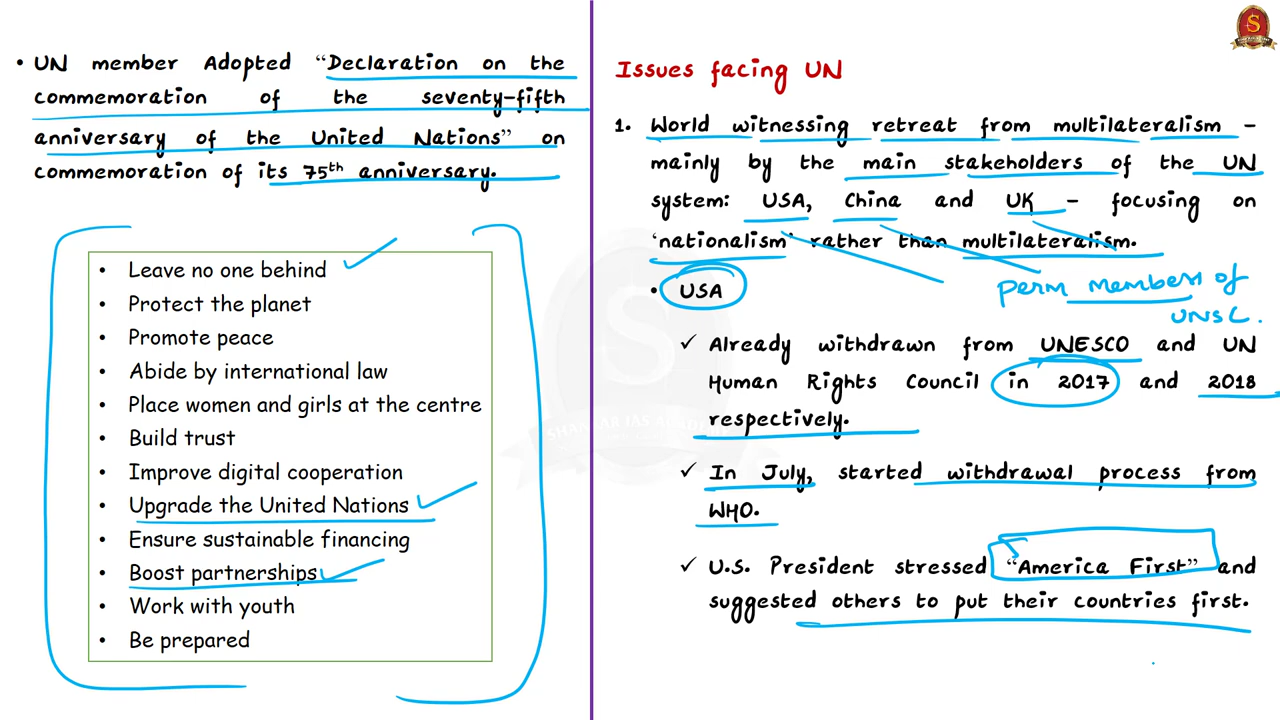 • UN member Adopted “Declaration on the
commemoration of the seventy-fifth
anniversary of the United Nations” on
commemoration of its 75th anniversary.
• Leave no one behind
• Protect the planet
• Promote peace
• Abide by international law
• Place women and girls at the centre
• Build trust
• Improve digital cooperation
• Upgrade the United Nations
• Ensure sustainable financing
• Boost partnerships
• Work with youth
• Be prepared
Issues facing UN
1. World witnessing retreat from multilateralism –
mainly by the main stakeholders of the UN
system: USA, China and UK – focusing on
‘nationalism’ rather than multilateralism.
• USA
perm members of
UNSC.
✓ Already withdrawn from UNESCO and UN
Human Rights Council in 2017 and 2018
respectively.
✓ In July, started withdrawal process from
WHO.
✓ U.S. President stressed “America First” and
suggested others to put their countries first.
SHANKAR IAS ACADEMY